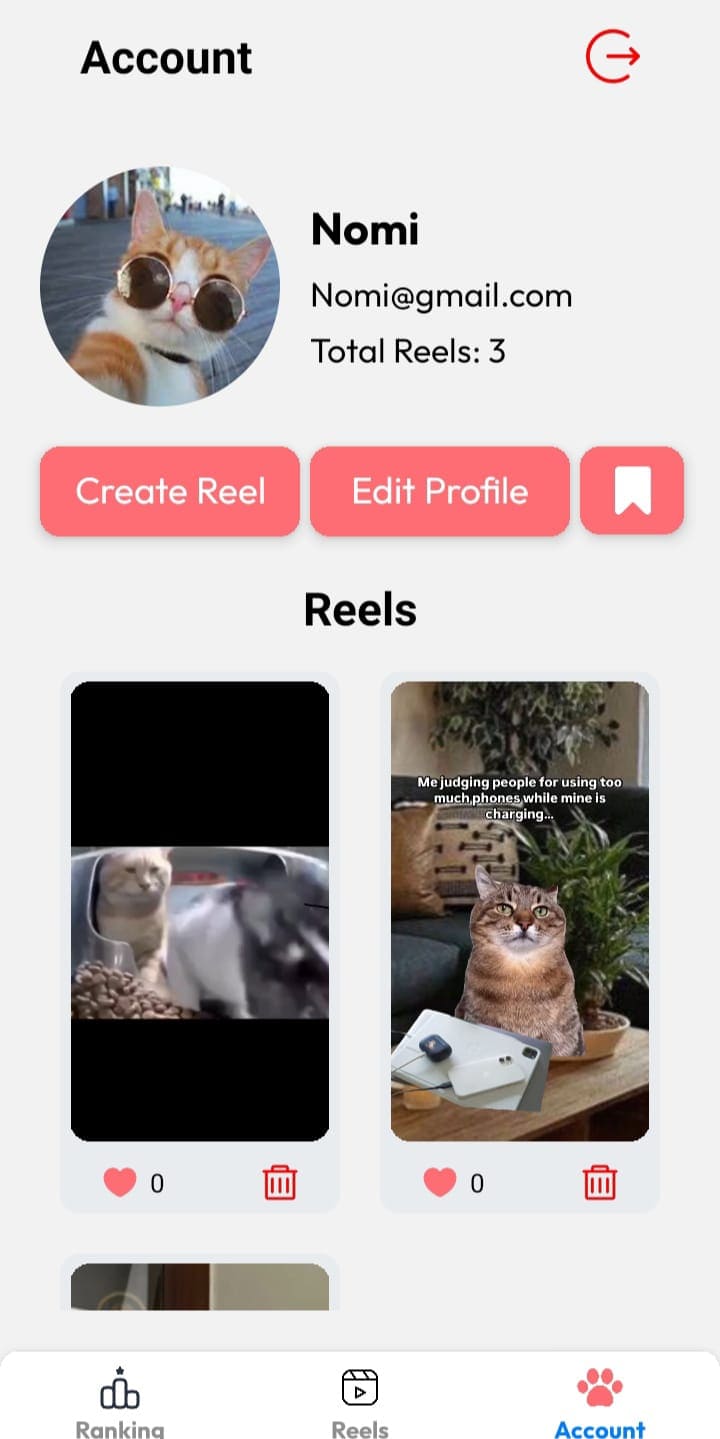 Account
Nomi
Nomi@gmail.com
Total Reels: 3
Create Reel
Edit Profile
Reels
Me judging people for using too
much phones while mine is
charging...
0
0
Ranking
Reels
Account